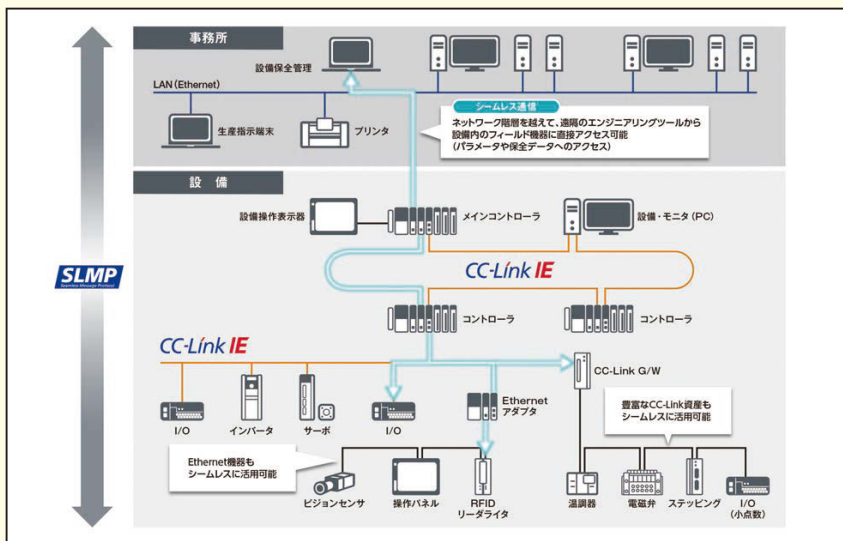 事務所
設備保全管理
LAN（Ethernet）
生産指示端末
プリンタ
シームレス通信
ネットワーク階層を越えて、遠隔のエンジニアリングツールから
設備内のフィールド機器に直接アクセス可能
（パラメータや保全データへのアクセス）
設備
設備操作表示器
メインコントローラ
設備・モニタ（PC）
SLMP
Seamless Message Protocol
CC-Link IE
コントローラ
コントローラ
CC-Link IE
CC-Link G/W
I/O
インバータ
サーボ
I/O
Ethernet
アダプタ
豊富なCC-Link資産も
シームレスに活用可能
Ethernet機器も
シームレスに活用可能
ビジョンセンサ
操作パネル
RFID
リーダライタ
温調器
電磁弁
ステッピング
I/O
（小点数）